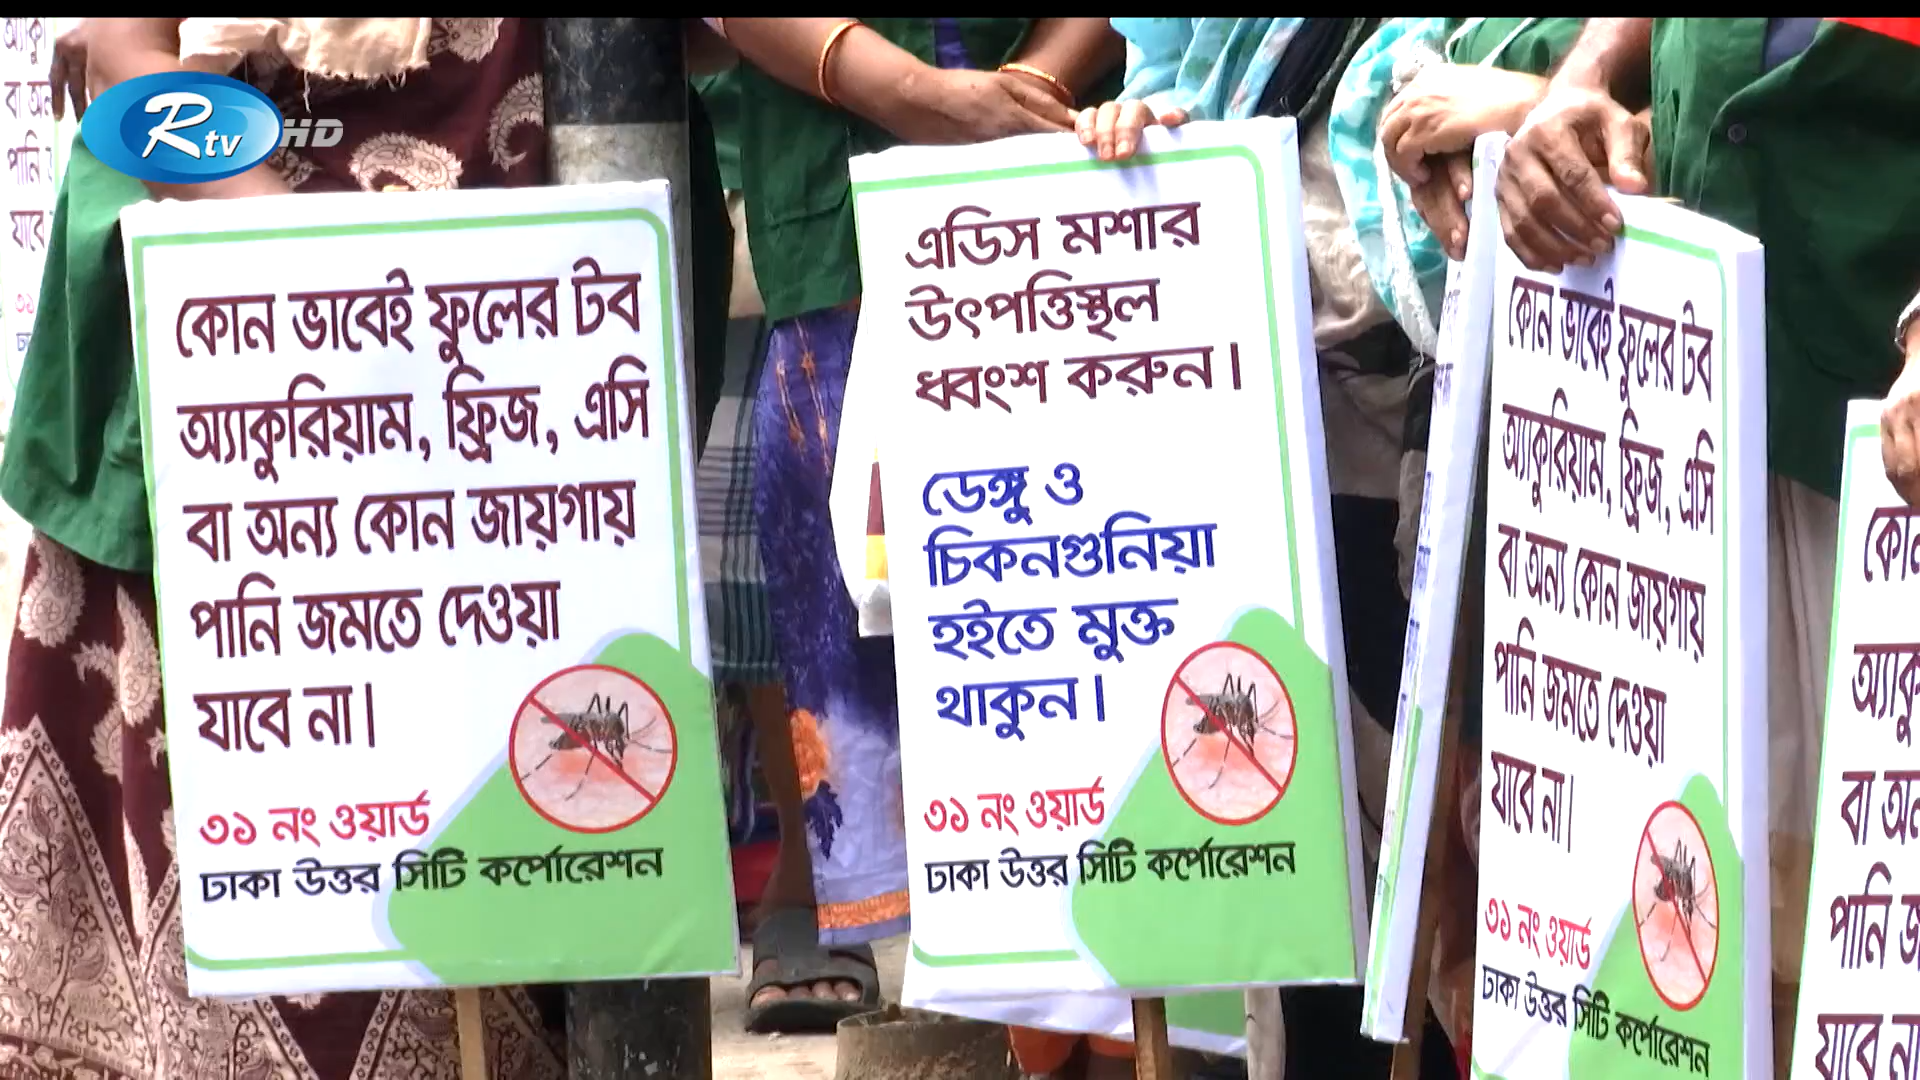 Rtv HD
কোন ভাবেই ফুলের টব
অ্যাকুরিয়াম, ফ্রিজ, এসি
বা অন্য কোন জায়গায়
পানি জমতে দেওয়া
যাবে না।
৩১ নং ওয়ার্ড
ঢাকা উত্তর সিটি কর্পোরেশন
এডিস মশার
উৎপত্তিস্থল
ধ্বংশ করুন।
ডেঙ্গু ও
চিকনগুনিয়া
হইতে মুক্ত
থাকুন।
৩১ নং ওয়ার্ড
ঢাকা উত্তর সিটি কর্পোরেশন
কোন ভাবেই ফুলের টব
অ্যাকুরিয়াম, ফ্রিজ, এসি
বা অন্য কোন জায়গায়
পানি জমতে দেওয়া
যাবে না।
৩১ নং ওয়ার্ড
ঢাকা উত্তর সিটি কর্পোরেশন
বা
পানি
যাবে